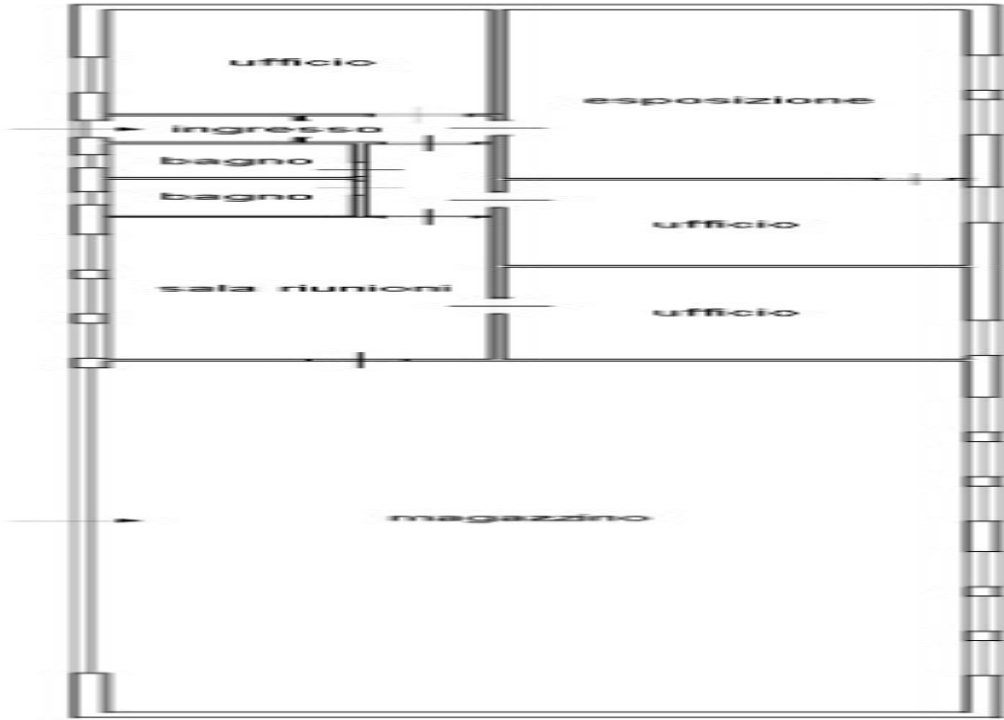 ufficio
esposizione
ingresso
bagno
bagno
ufficio
sala riunioni
ufficio
magazzino